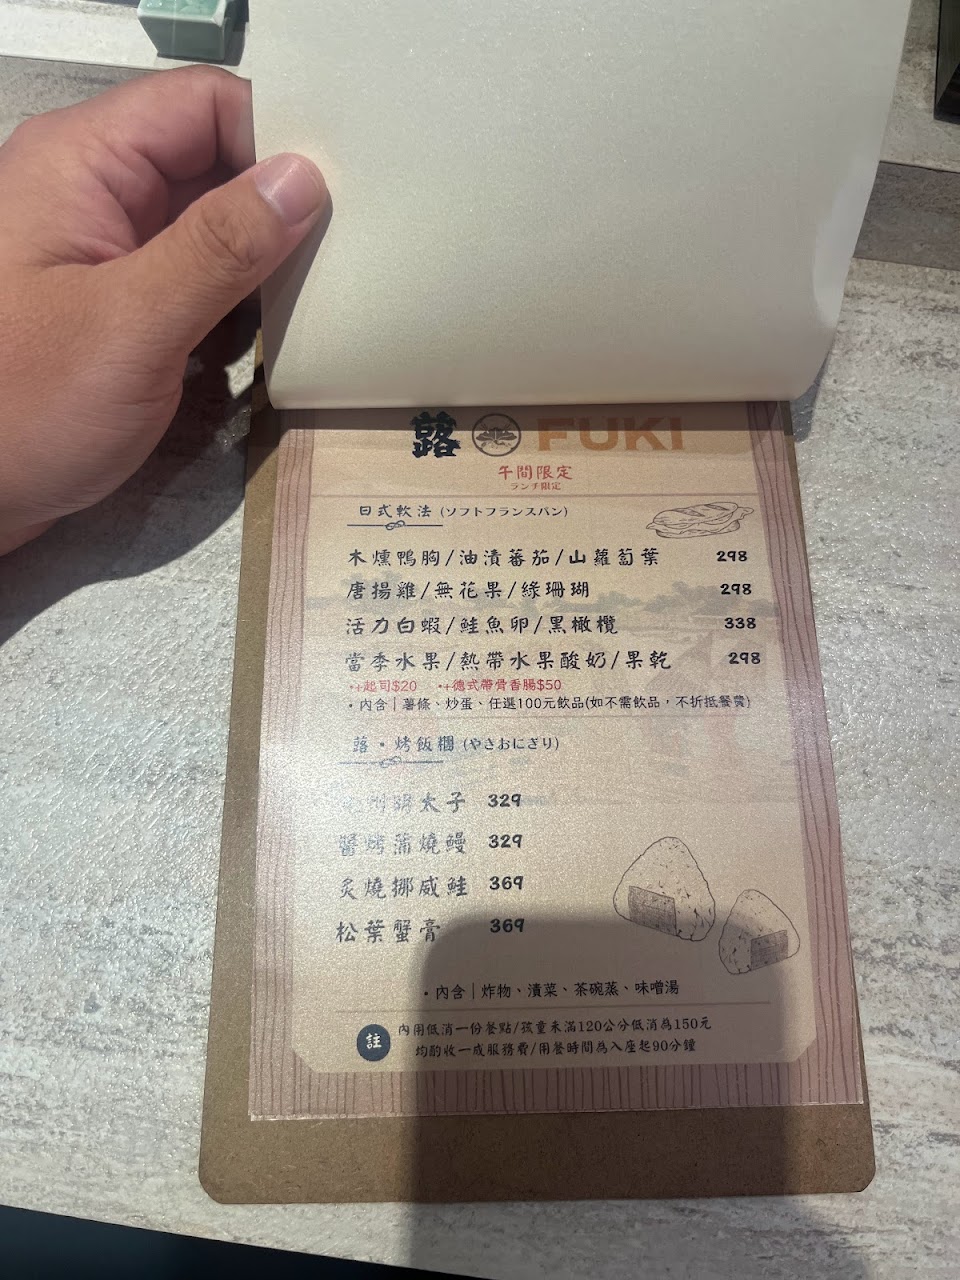 蕗 FUKI
午間限定
ランチ限定
日式軟法 (ソフトフランスパン)
木燻鴨胸/油漬蕃茄/山蘿蔔葉 298
唐揚雞/無花果/綠珊瑚 298
活力白蝦/鮭魚卵/黑橄欖 338
當季水果/熱帶水果酸奶/果乾 298
•+起司$20 •+德式帶骨香腸$50
•內含|薯條、炒蛋、任選100元飲品(如不需飲品，不折抵餐費)
蕗・烤飯糰 (やきおにぎり)
明太子 329
醬烤蒲燒鰻 329
炙燒挪威鮭 369
松葉蟹膏 369
•內含|炸物、漬菜、茶碗蒸、味噌湯
註 內用低消一份餐點/孩童未滿120公分低消為150元
均酌收一成服務費/用餐時間為入座起90分鐘